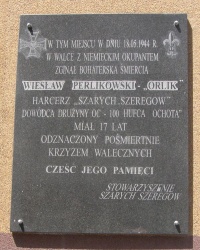 W TYM MIEJSCU W DNIU 18.09.1944 R.
W WALCE Z NIEMIECKIM OKUPANTEM
ZGINĄŁ BOHATERSKĄ ŚMIERCIĄ
WIESŁAW PERLIKOWSKI - „ORLIK”
HARCERZ „SZARYCH SZEREGÓW”
DOWÓDCA DRUŻYNY OC - 100 HUFCA OCHOTA
MIAŁ 17 LAT
ODZNACZONY POŚMIERTNIE
KRZYŻEM WALECZNYCH
CZEŚĆ JEGO PAMIĘCI
STOWARZYSZENIE
SZARYCH SZEREGÓW